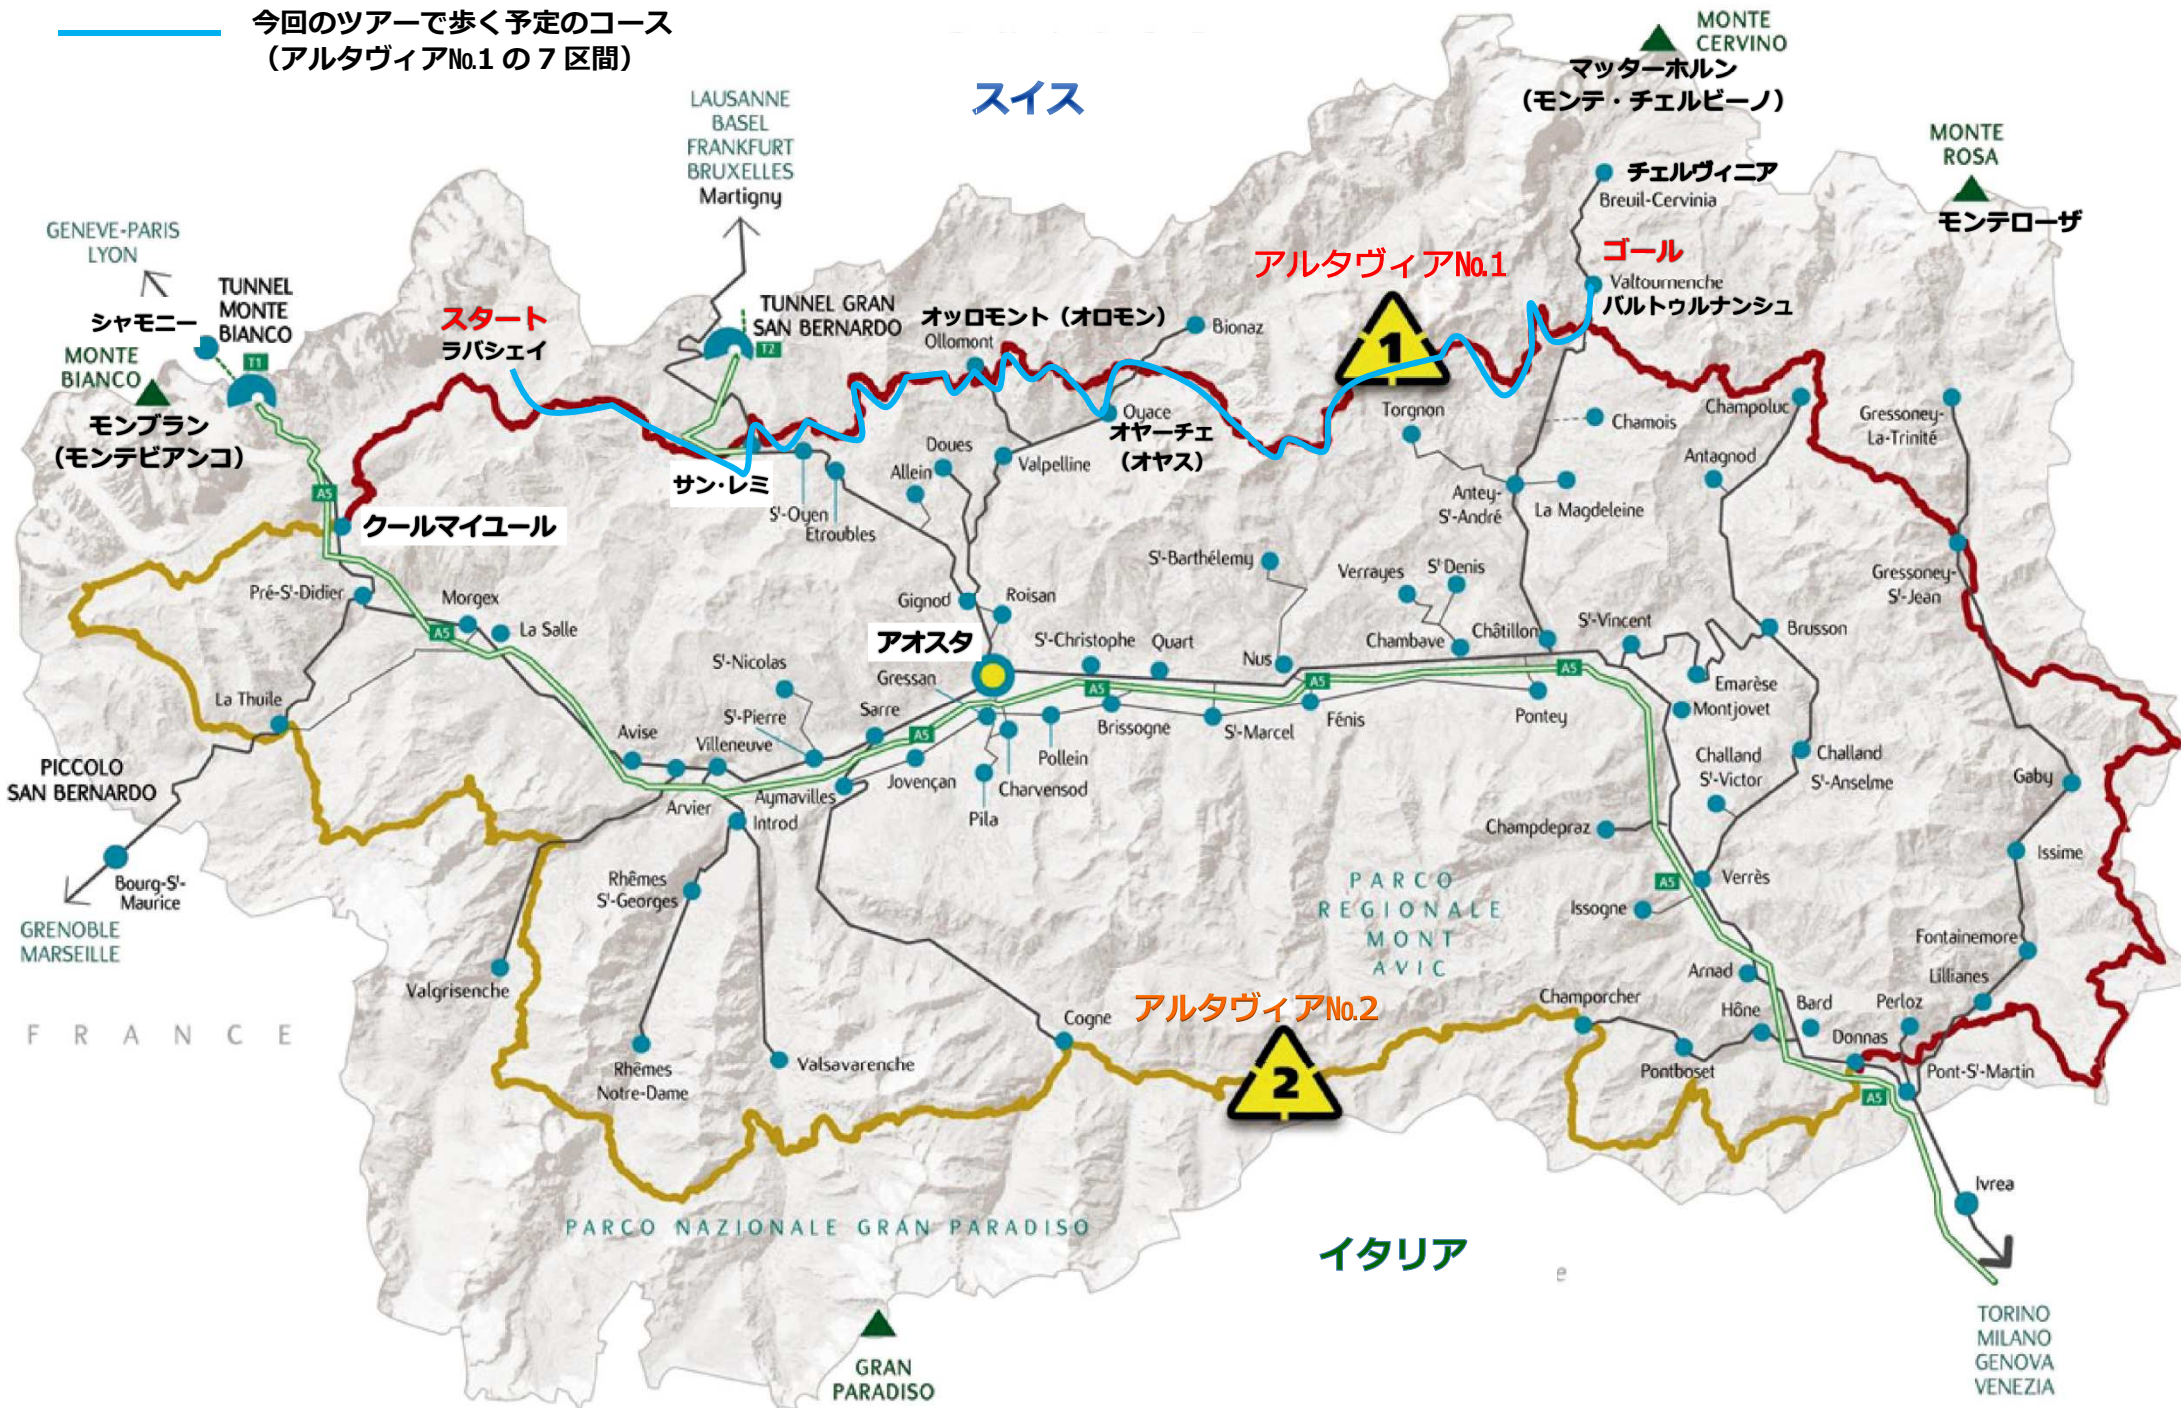 今回のツアーで歩く予定のコース
（アルタヴィア№1 の 7 区間）
スイス
MONTE
CERVINO
マッターホルン
（モンテ・チェルビーノ）
MONTE
ROSA
モンテローザ
チェルヴィニア
Breuil-Cervinia
ゴール
Valtournenche
バルトゥルナンシュ
アルタヴィア№1
1
LAUSANNE
BASEL
FRANKFURT
BRUXELLES
Martigny
GENEVE-PARIS
LYON
TUNNEL
MONTE
BIANCO
シャモニー
T1
MONTE
BIANCO
モンブラン
（モンテビアンコ）
スタート
ラバシェイ
TUNNEL GRAN
SAN BERNARDO
T2
オッロモント（オロモン）
Ollomont
Bionaz
Oyace
オヤーチェ
（オヤス）
サン・レミ
S'-Oyen
Etroubles
Doues
Allein
Valpelline
Torgnon
Chamois
Champoluc
Gressoney-
La-Trinité
Antagnod
Antey-
S'-André
La Magdeleine
A5
クールマイユール
Pré-S'-Didier
Morgex
La Salle
A5
La Thuile
PICCOLO
SAN BERNARDO
Bourg-S'-
Maurice
GRENOBLE
MARSEILLE
FRANCE
Gignod
Roisan
アオスタ
S'-Barthélemy
Verrayes
S'Denis
Chambave
Châtillon
S'-Vincent
Brusson
Gressoney-
S'-Jean
S'-Christophe
Quart
Nus
S'-Nicolas
Gressan
S'-Pierre
Sarre
A5
A5
A5
A5
Emarèse
Montjovet
Avise
Villeneuve
Arvier
Introd
Aymavilles
Jovençan
Pollein
Charvensod
Pila
Brissogne
S'-Marcel
Fénis
Pontey
Challand
S'-Victor
Challand
S'-Anselme
Gaby
Issime
Champdepraz
Verrès
A5
Issogne
Fontainemore
Lillianes
Arnad
Hône
Bard
Perloz
Donnas
Pont-S'-Martin
A5
Champorcher
Pontboset
PARCO
REGIONALE
MONT
AVIC
Rhêmes
S'-Georges
Valgrisenche
Rhêmes
Notre-Dame
Valsavarenche
Cogne
アルタヴィア№2
2
PARCO NAZIONALE GRAN PARADISO
イタリア
e
Ivrea
GRAN
PARADISO
TORINO
MILANO
GENOVA
VENEZIA